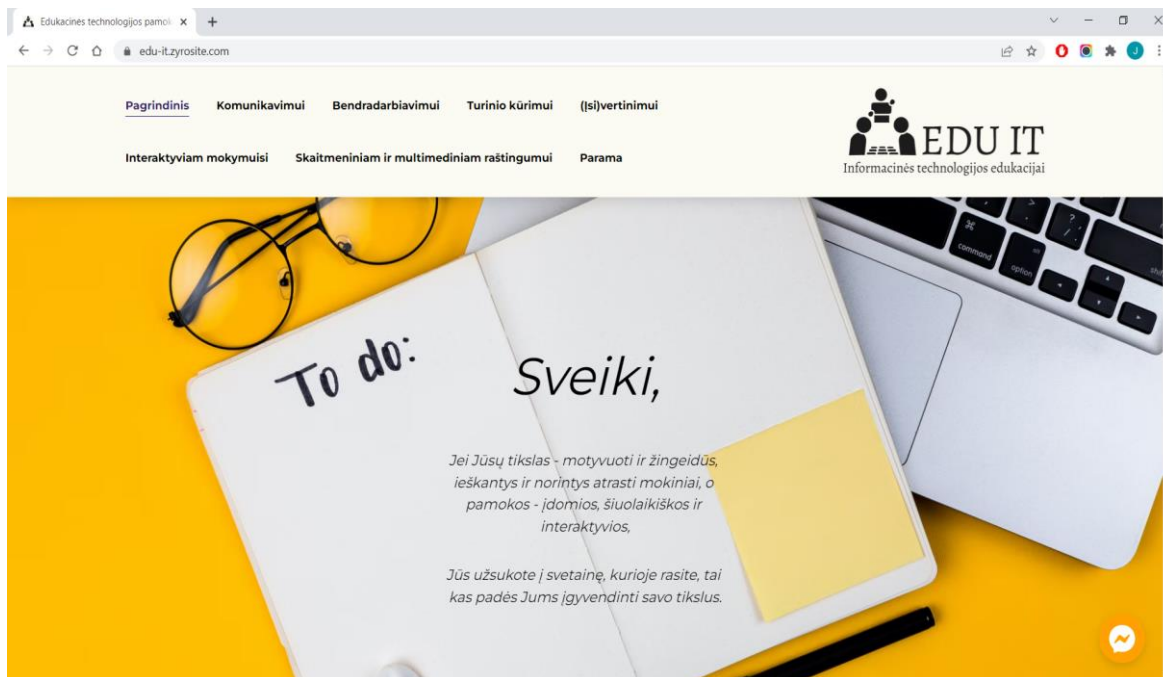 Edukacinės technologijos pamok
edu-it.zyrosite.com
J
Pagrindinis Komunikavimui Bendradarbiavimui Turinio kūrimui (Įsi)vertinimui
Interaktyviam mokymuisi Skaitmeniniam ir multimediniam raštingumui Parama
EDU IT
Informacinės technologijos edukacijai
command
option
shif
To do:
Sveiki,
Jei Jūsų tikslas - motyvuoti ir žingeidūs,
ieškantys ir norintys atrasti mokiniai, o
pamokos - įdomios, šiuolaikiškos ir
interaktyvios,
Jūs užsukote į svetainę, kurioje rasite, tai
kas padės Jums įgyvendinti savo tikslus.